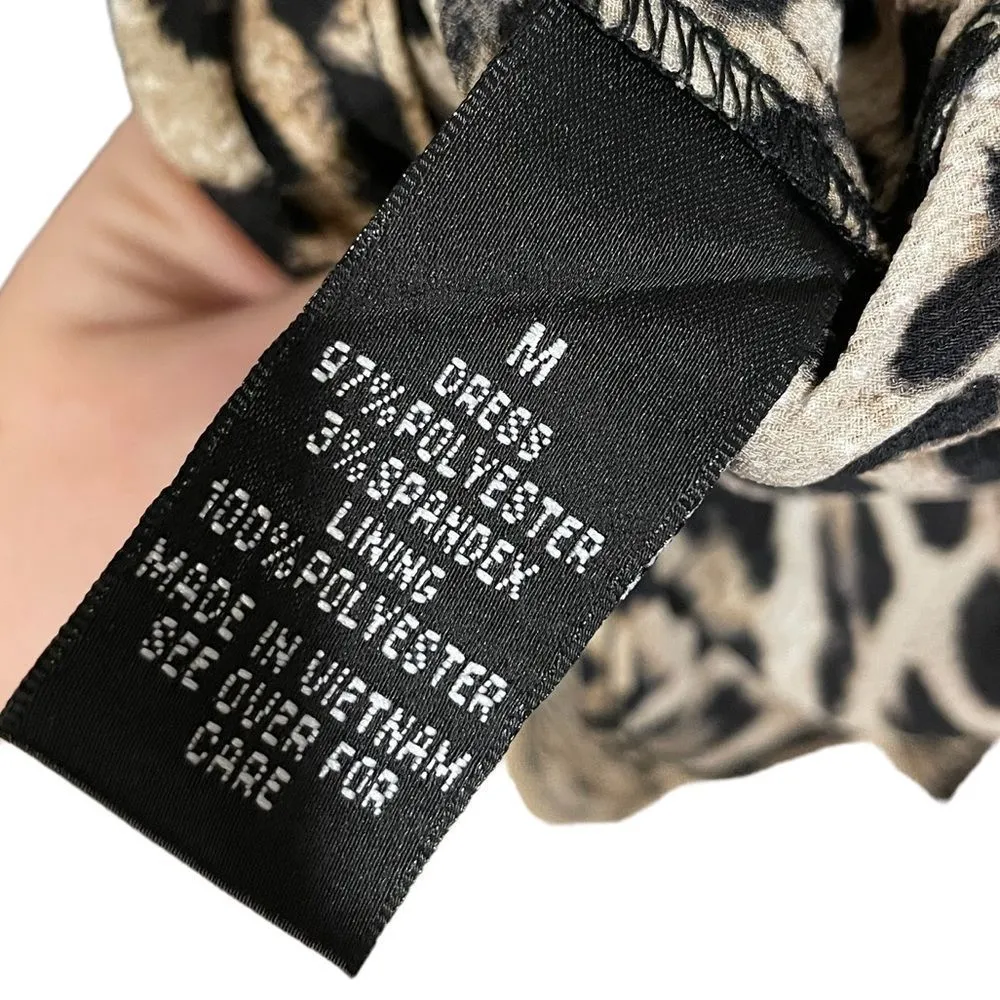 M
DRESS
97%POLYESTER
3%SPANDEX
LINING
100%POLYESTER
MADE IN VIETNAM
SEE OVER FOR
CARE